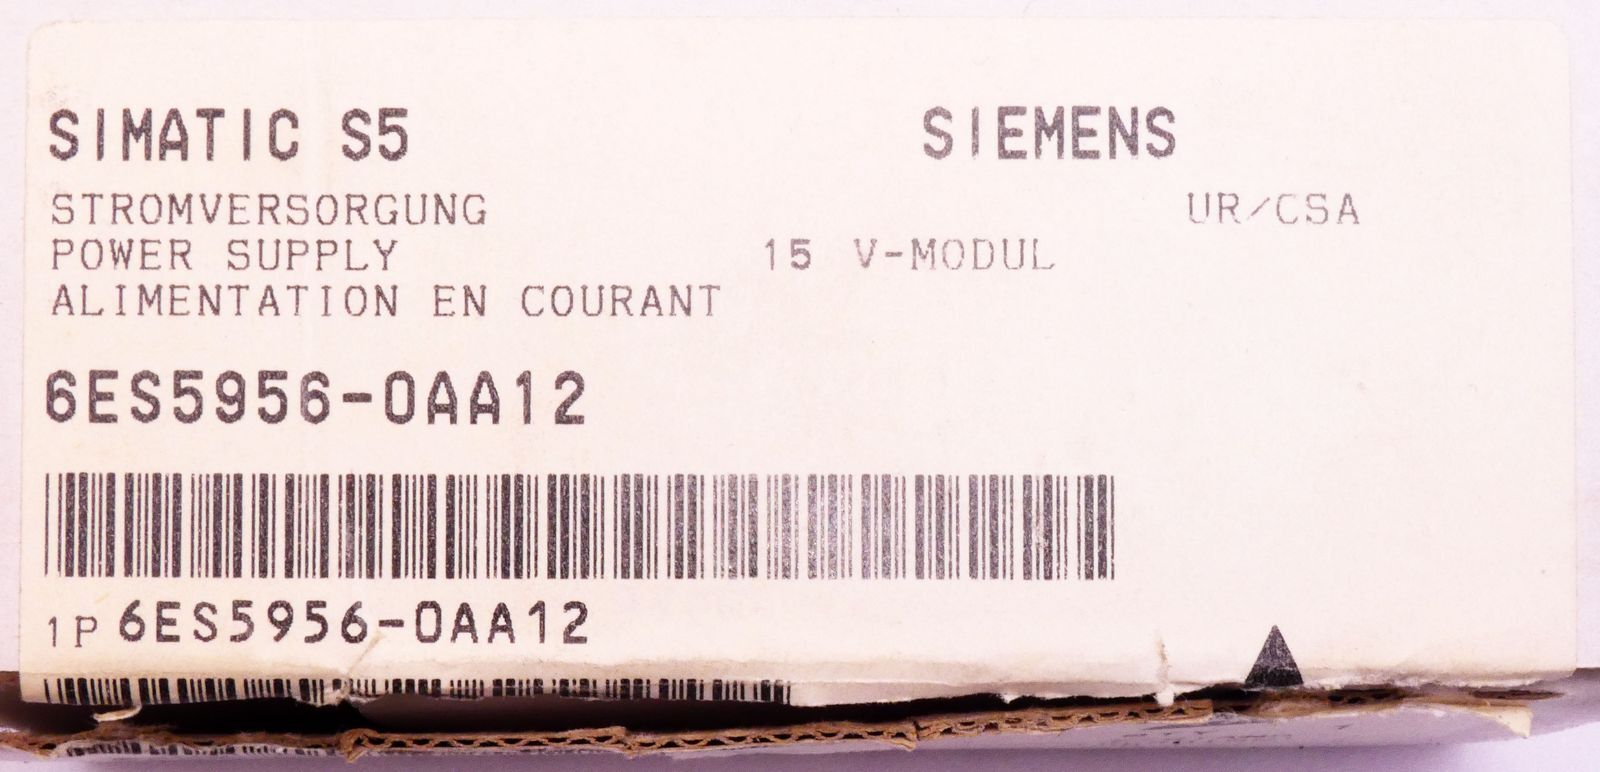 SIMATIC S5 SIEMENS
STROMVERSORGUNG UR/CSA
POWER SUPPLY 15 V-MODUL
ALIMENTATION EN COURANT
6ES5956-0AA12
1P 6ES5956-0AA12